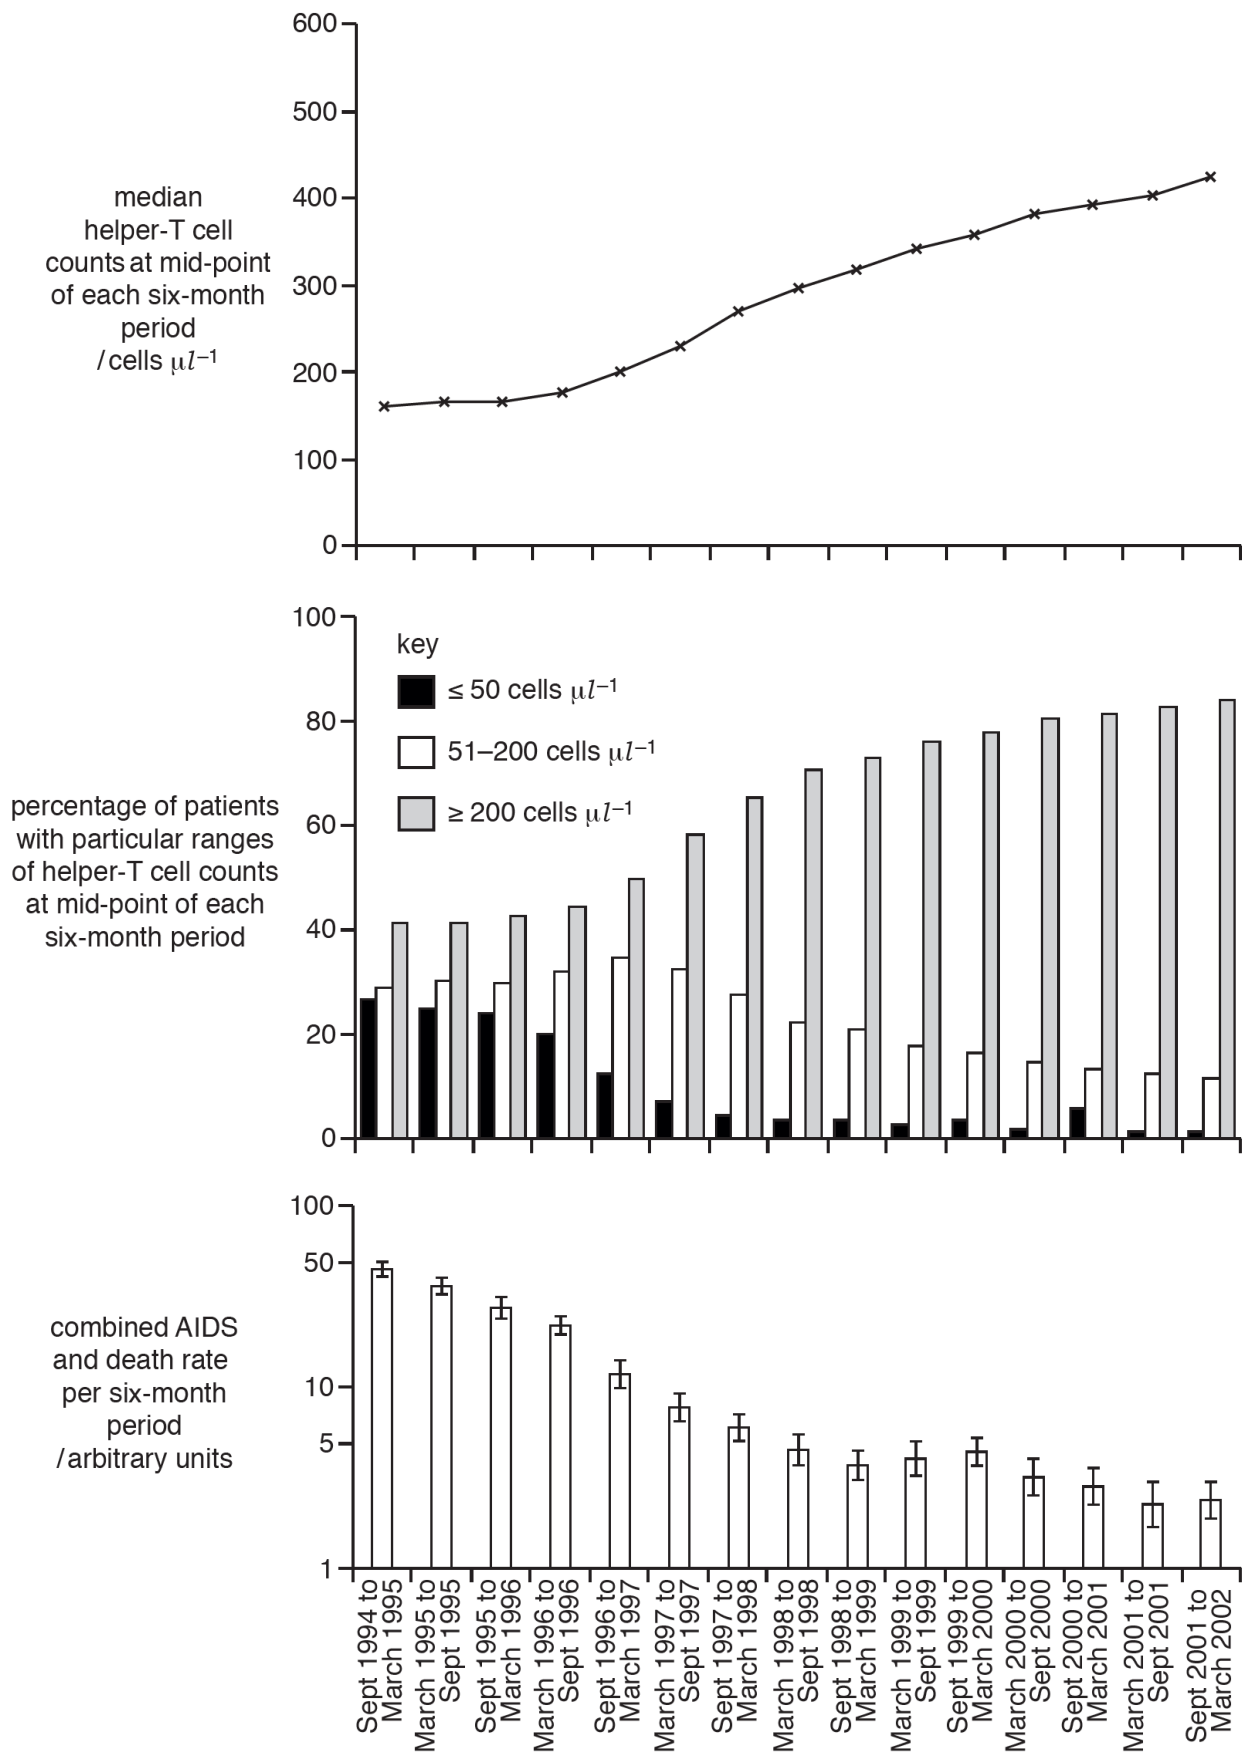 600
500
400
300
200
100
0
median
helper-T cell
counts at mid-point
of each six-month
period
/ cells μl⁻¹
100
80
60
40
20
0
key
≤ 50 cells μl⁻¹
51–200 cells μl⁻¹
≥ 200 cells μl⁻¹
percentage of patients
with particular ranges
of helper-T cell counts
at mid-point of each
six-month period
100
50
10
5
1
combined AIDS
and death rate
per six-month
period
/ arbitrary units
Sept 1994 to
March 1995
March 1995 to
Sept 1995
Sept 1995 to
March 1996
March 1996 to
Sept 1996
Sept 1996 to
March 1997
March 1997 to
Sept 1997
Sept 1997 to
March 1998
March 1998 to
Sept 1998
Sept 1998 to
March 1999
March 1999 to
Sept 1999
Sept 1999 to
March 2000
March 2000 to
Sept 2000
Sept 2000 to
March 2001
March 2001 to
Sept 2001
Sept 2001 to
March 2002